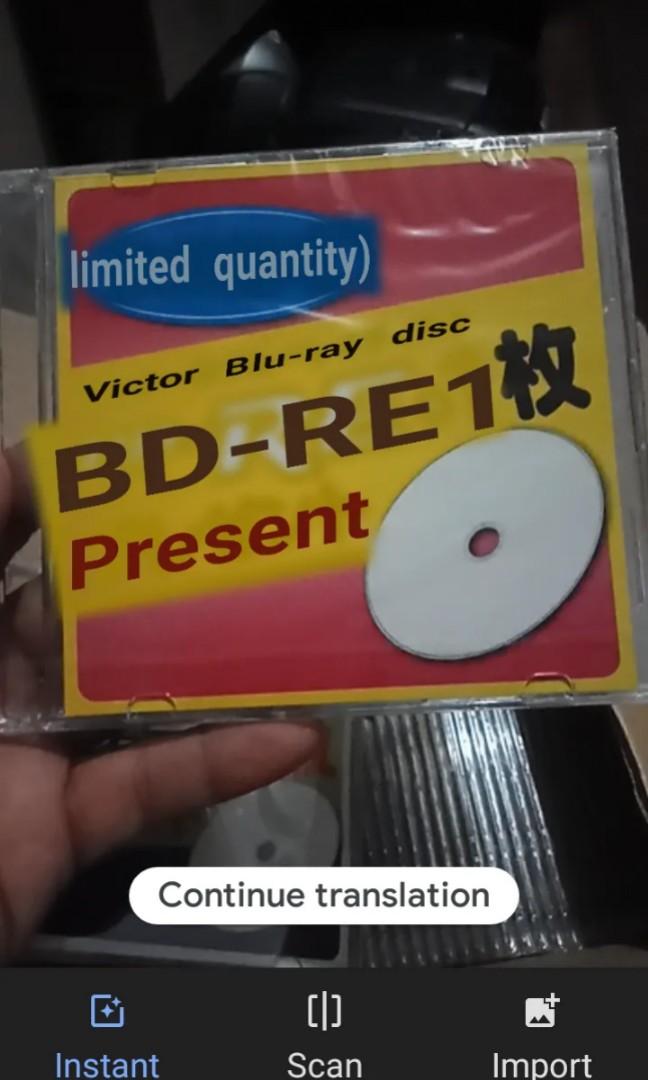 limited quantity)
Victor Blu-ray disc
BD-RE1枚
Present
Continue translation
Instant
Scan
Import